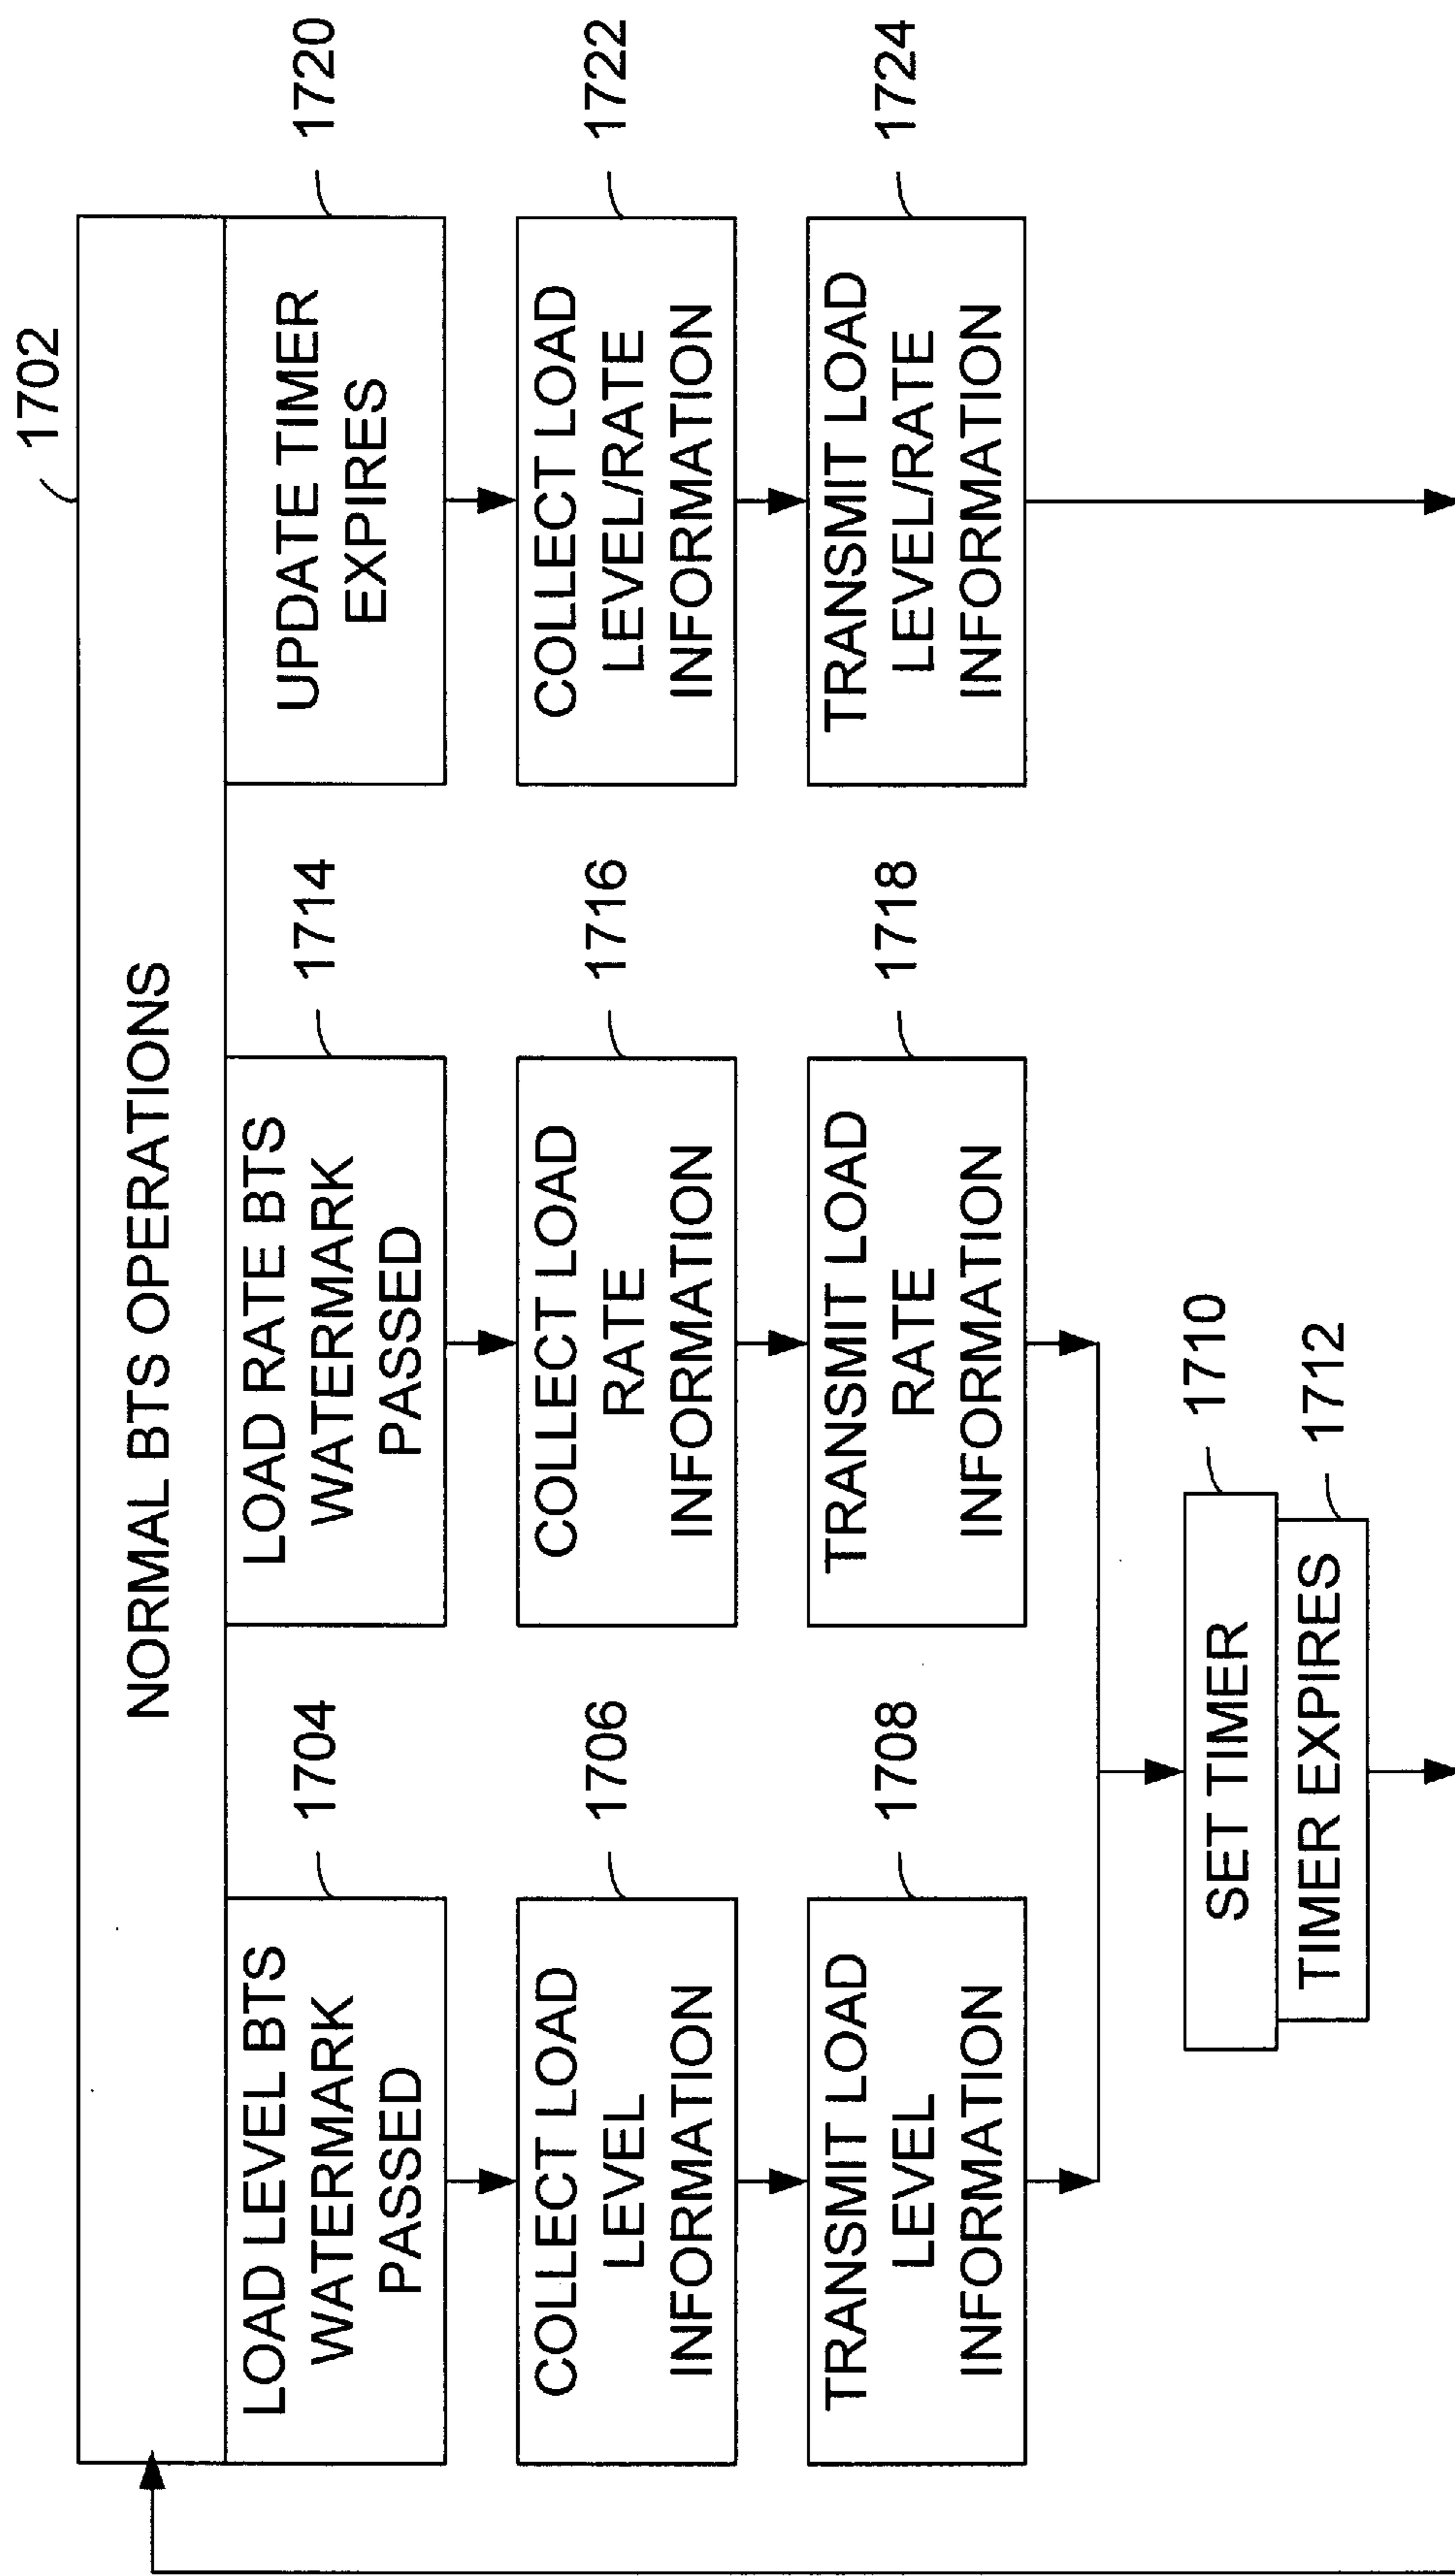 1702
NORMAL BTS OPERATIONS
LOAD LEVEL BTS
WATERMARK
PASSED
1704
LOAD RATE BTS
WATERMARK
PASSED
1714
UPDATE TIMER
EXPIRES
1720
COLLECT LOAD
LEVEL
INFORMATION
1706
COLLECT LOAD
RATE
INFORMATION
1716
COLLECT LOAD
LEVEL/RATE
INFORMATION
1722
TRANSMIT LOAD
LEVEL
INFORMATION
1708
TRANSMIT LOAD
RATE
INFORMATION
1718
TRANSMIT LOAD
LEVEL/RATE
INFORMATION
1724
SET TIMER
1710
TIMER EXPIRES
1712